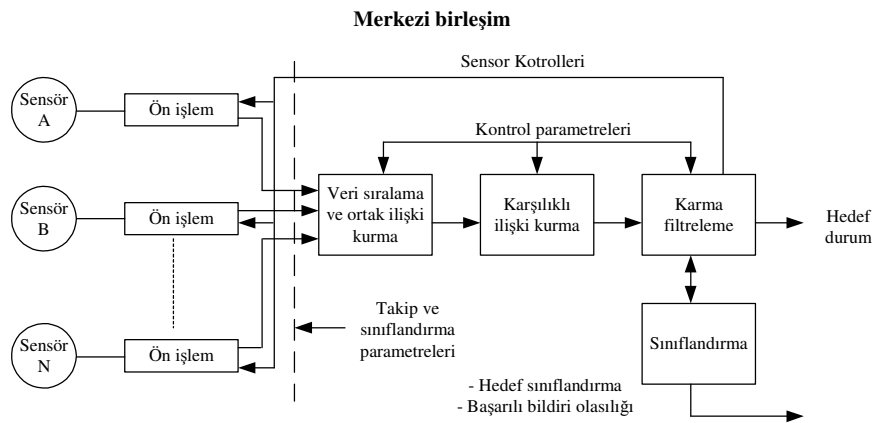 Merkezi birleşim
Sensor Kotrolleri
Sensör
A
Ön işlem
Kontrol parametreleri
Sensör
B
Ön işlem
Veri sıralama
ve ortak ilişki
kurma
Karşılıklı
ilişki kurma
Karma
filtreleme
Hedef
durum
Takip ve
sınıflandırma
parametreleri
Sensör
N
Ön işlem
Sınıflandırma
- Hedef sınıflandırma
- Başarılı bildiri olasılığı